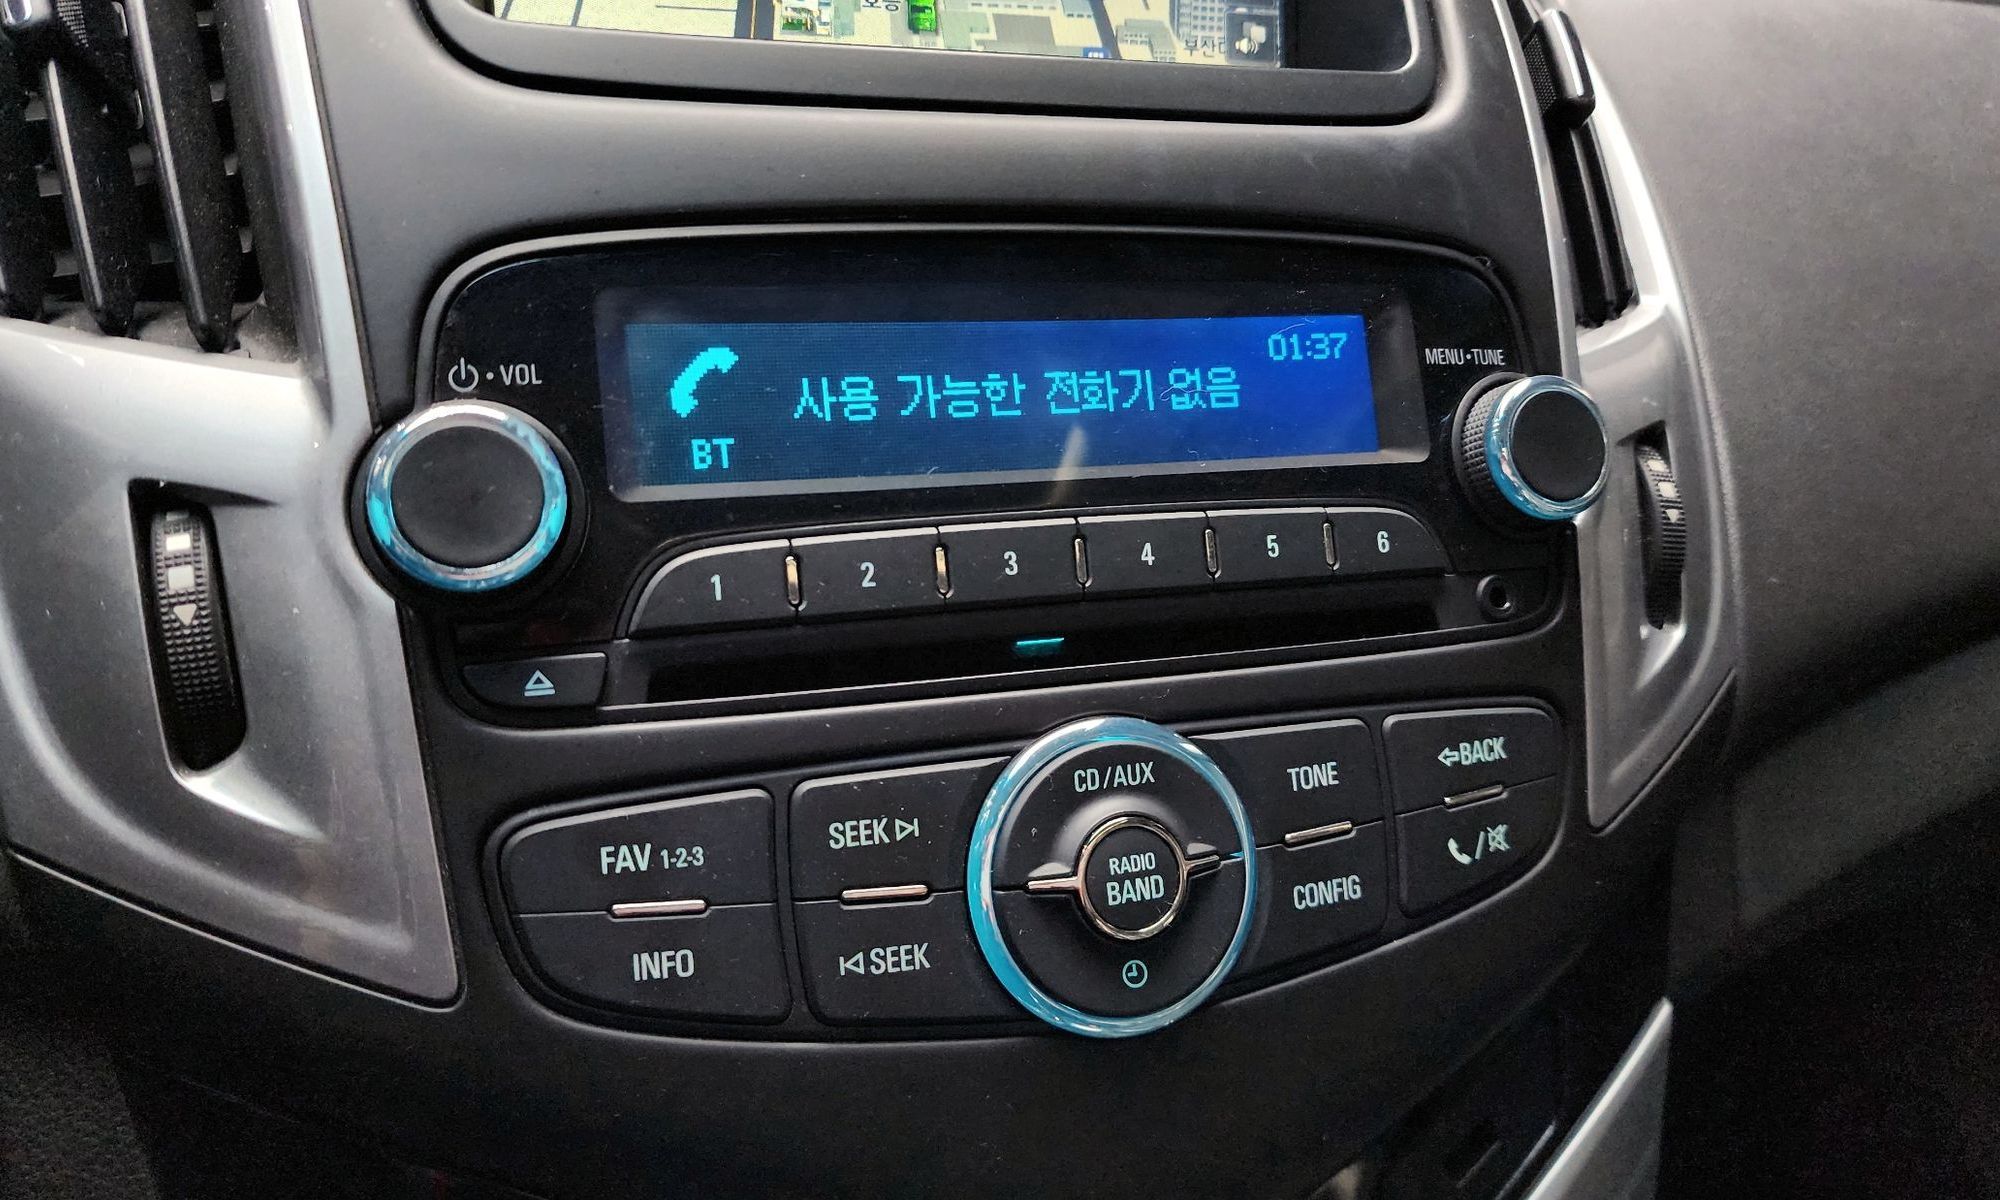 01:37
사용 가능한 전화기 없음
BT
VOL
MENU•TUNE
1 2 3 4 5 6
CD/AUX
TONE
BACK
SEEK
FAV 1-2-3
RADIO
BAND
CONFIG
INFO
SEEK